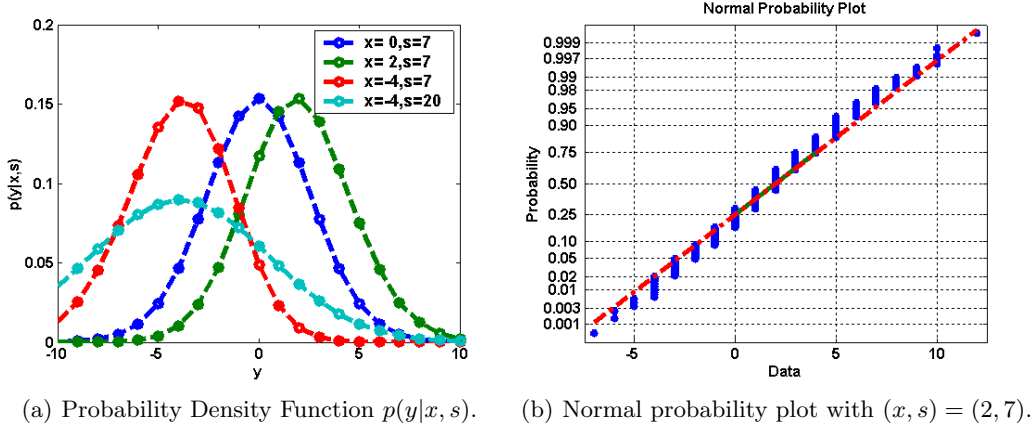 0.2
0.15
0.1
0.05
0
-10
-5
0
5
10
p(y|x,s)
y
x= 0,s=7
x= 2,s=7
x=-4,s=7
x=-4,s=20
(a) Probability Density Function p(y|x, s).
Normal Probability Plot
0.999
0.997
0.99
0.98
0.95
0.90
0.75
0.50
0.25
0.10
0.05
0.02
0.01
0.003
0.001
-5
0
5
10
Probability
Data
(b) Normal probability plot with (x, s) = (2, 7).